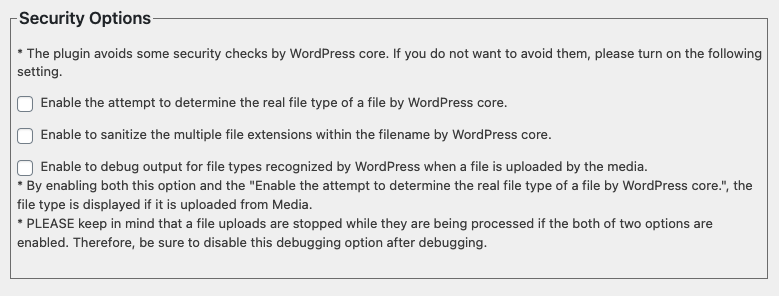 Security Options
* The plugin avoids some security checks by WordPress core. If you do not want to avoid them, please turn on the following
setting.
Enable the attempt to determine the real file type of a file by WordPress core.
Enable to sanitize the multiple file extensions within the filename by WordPress core.
Enable to debug output for file types recognized by WordPress when a file is uploaded by the media.
* By enabling both this option and the "Enable the attempt to determine the real file type of a file by WordPress core.", the
file type is displayed if it is uploaded from Media.
* PLEASE keep in mind that a file uploads are stopped while they are being processed if the both of two options are
enabled. Therefore, be sure to disable this debugging option after debugging.